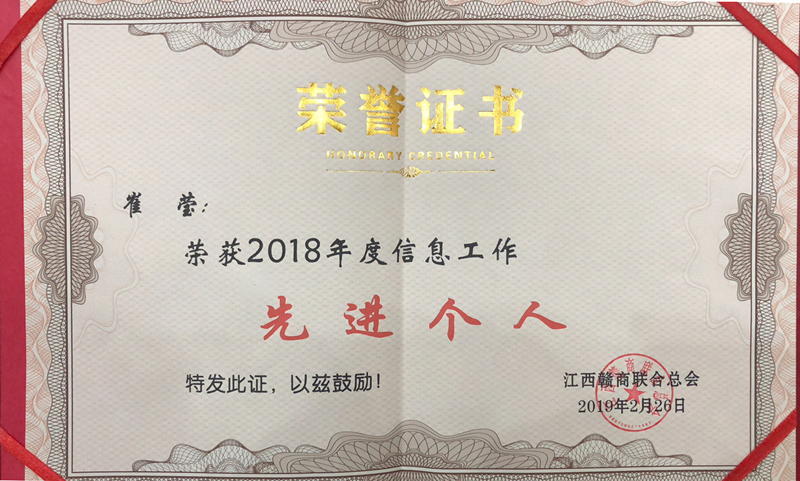 荣誉证书
HONORARY CREDENTIAL
崔 莹：
荣获2018年度信息工作
先进个人
特发此证，以兹鼓励！
江西赣商联合总会
2019年2月26日